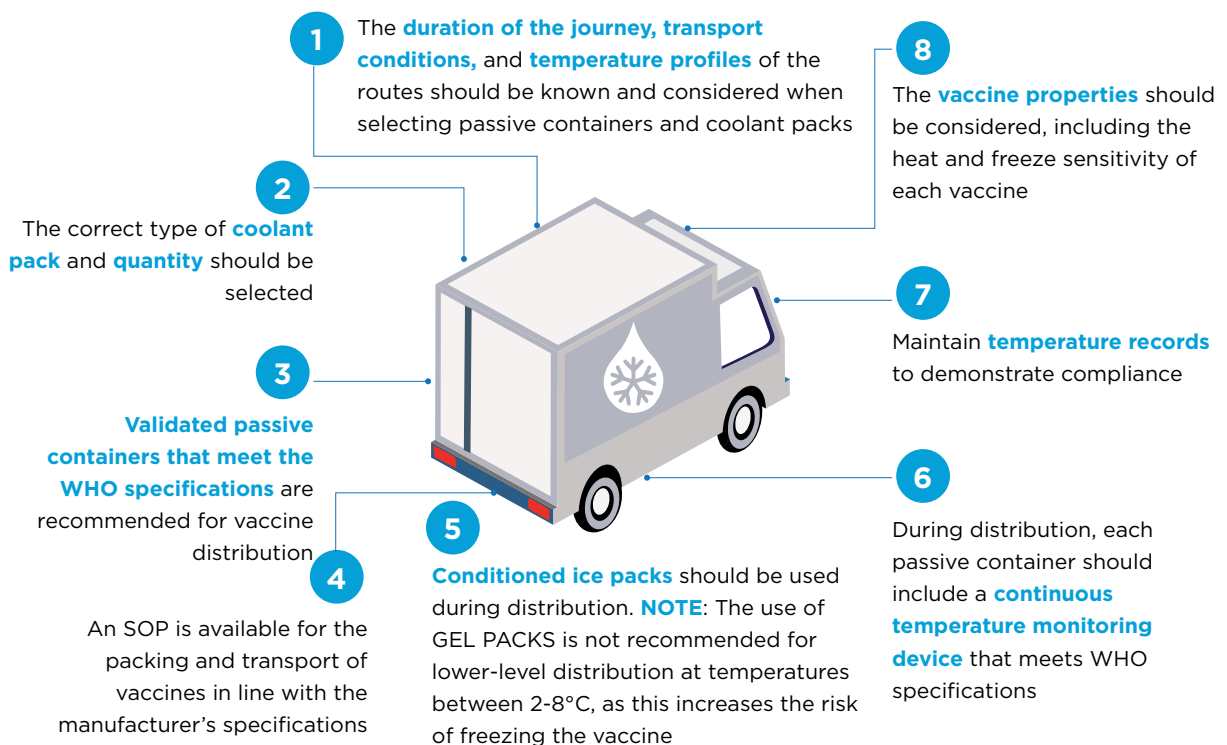 1
The duration of the journey, transport
conditions, and temperature profiles of the
routes should be known and considered when
selecting passive containers and coolant packs
2
The correct type of coolant
pack and quantity should be
selected
3
Validated passive
containers that meet the
WHO specifications are
recommended for vaccine
distribution
4
An SOP is available for the
packing and transport of
vaccines in line with the
manufacturer’s specifications
5
Conditioned ice packs should be used
during distribution. NOTE: The use of
GEL PACKS is not recommended for
lower-level distribution at temperatures
between 2-8°C, as this increases the risk
of freezing the vaccine
6
During distribution, each
passive container should
include a continuous
temperature monitoring
device that meets WHO
specifications
7
Maintain temperature records
to demonstrate compliance
8
The vaccine properties should
be considered, including the
heat and freeze sensitivity of
each vaccine